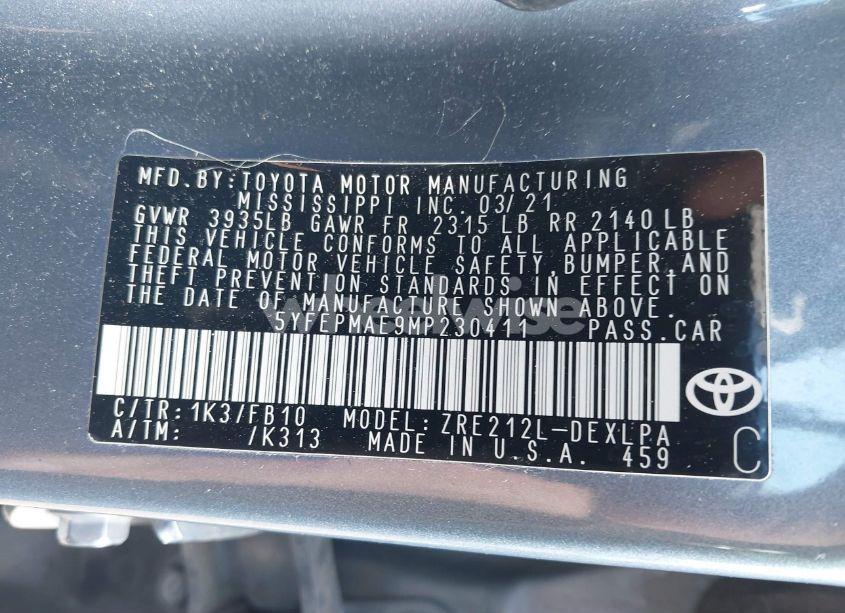 MFD.BY:TOYOTA MOTOR MANUFACTURING
MISSISSIPPI INC. 03/21
GVWR 3935LB GAWR FR 2315 LB RR 2140 LB
THIS VEHICLE CONFORMS TO ALL APPLICABLE
FEDERAL MOTOR VEHICLE SAFETY,BUMPER,AND
THEFT PREVENTION STANDARDS IN EFFECT ON
THE DATE OF MANUFACTURE SHOWN ABOVE.
wheelwise
5YFEPMAE9MP230411 PASS.CAR
C/TR:1K3/FB10 MODEL:ZRE212L-DEXLPA
A/TM: /K313 MADE IN U.S.A. 459
C